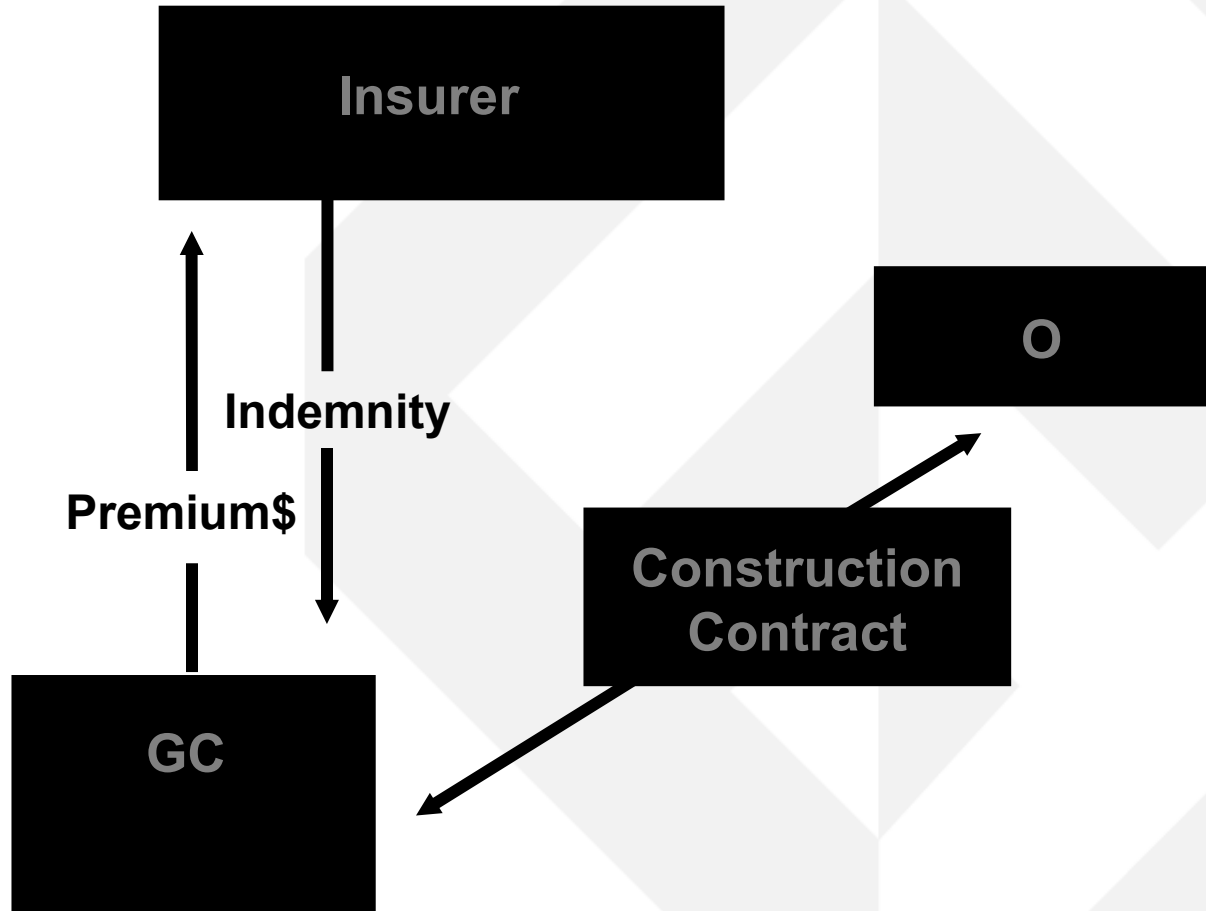 Insurer
O
Indemnity
Premium$
Construction
Contract
GC